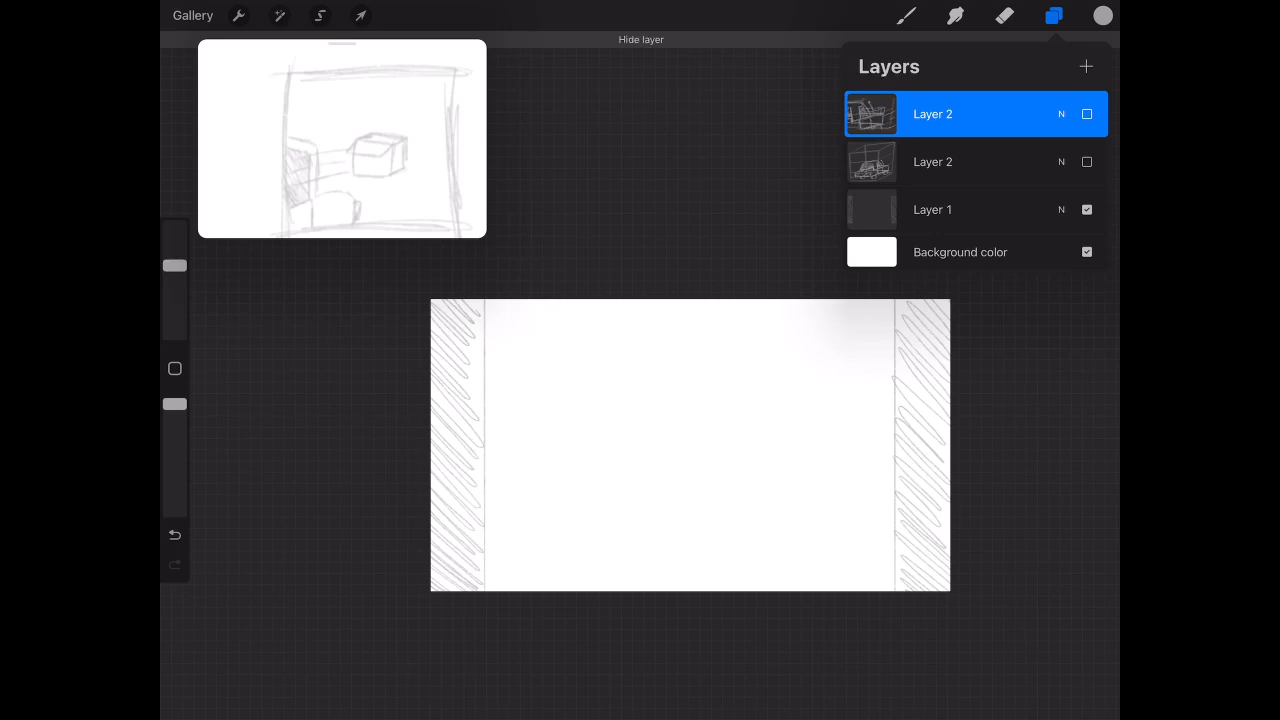 Gallery
Hide layer
Layers
Layer 2 N
Layer 2 N
Layer 1 N
Background color